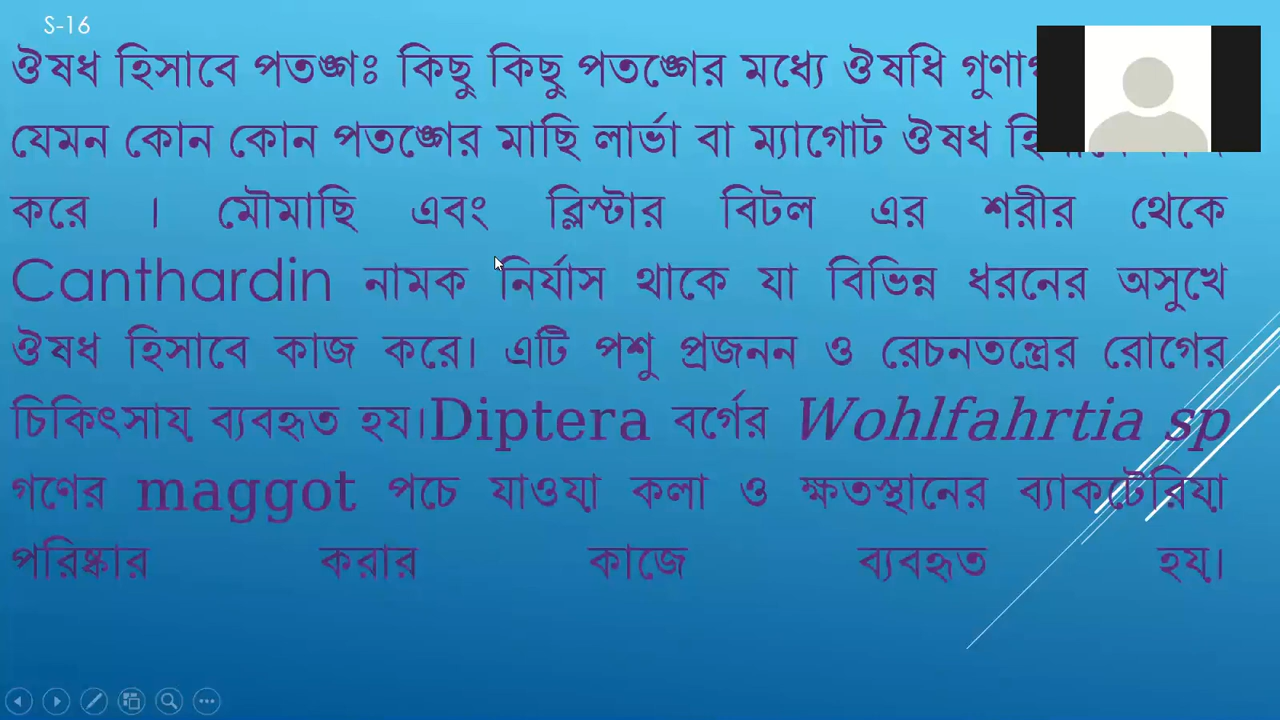 S-16
ঔষধ হিসাবে পতঙ্গঃ কিছু কিছু পতঙ্গের মধ্যে ঔষধি
যেমন কোন কোন পতঙ্গের মাছি লার্ভা বা ম্যাগোট ঔষধ
করে । মৌমাছি এবং ব্লিস্টার বিটল এর শরীর থেকে
Canthardin নামক নির্যাস থাকে যা বিভিন্ন ধরনের অসুখে
ঔষধ হিসাবে কাজ করে। এটি পশু প্রজনন ও রেচনতন্ত্রের রোগের
চিকিৎসায় ব্যবহৃত হয।Diptera বর্গের Wohlfahrtia sp
গণের maggot পচে যাওয়া কলা ও ক্ষতস্থানের ব্যাকটেরিয়া
পরিষ্কার করার কাজে ব্যবহৃত হয়।